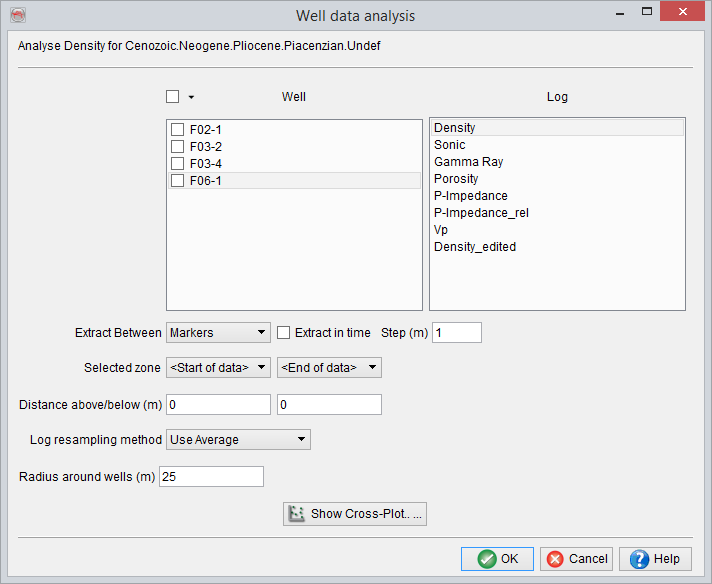 Well data analysis
Analyse Density for Cenozoic.Neogene.Pliocene.Piacenzian.Undef
Well
Log
F02-1
F03-2
F03-4
F06-1
Density
Sonic
Gamma Ray
Porosity
P-Impedance
P-Impedance_rel
Vp
Density_edited
Extract Between Markers Extract in time Step (m) 1
Selected zone <Start of data> <End of data>
Distance above/below (m) 0 0
Log resampling method Use Average
Radius around wells (m) 25
Show Cross-Plot.. ...
OK Cancel Help